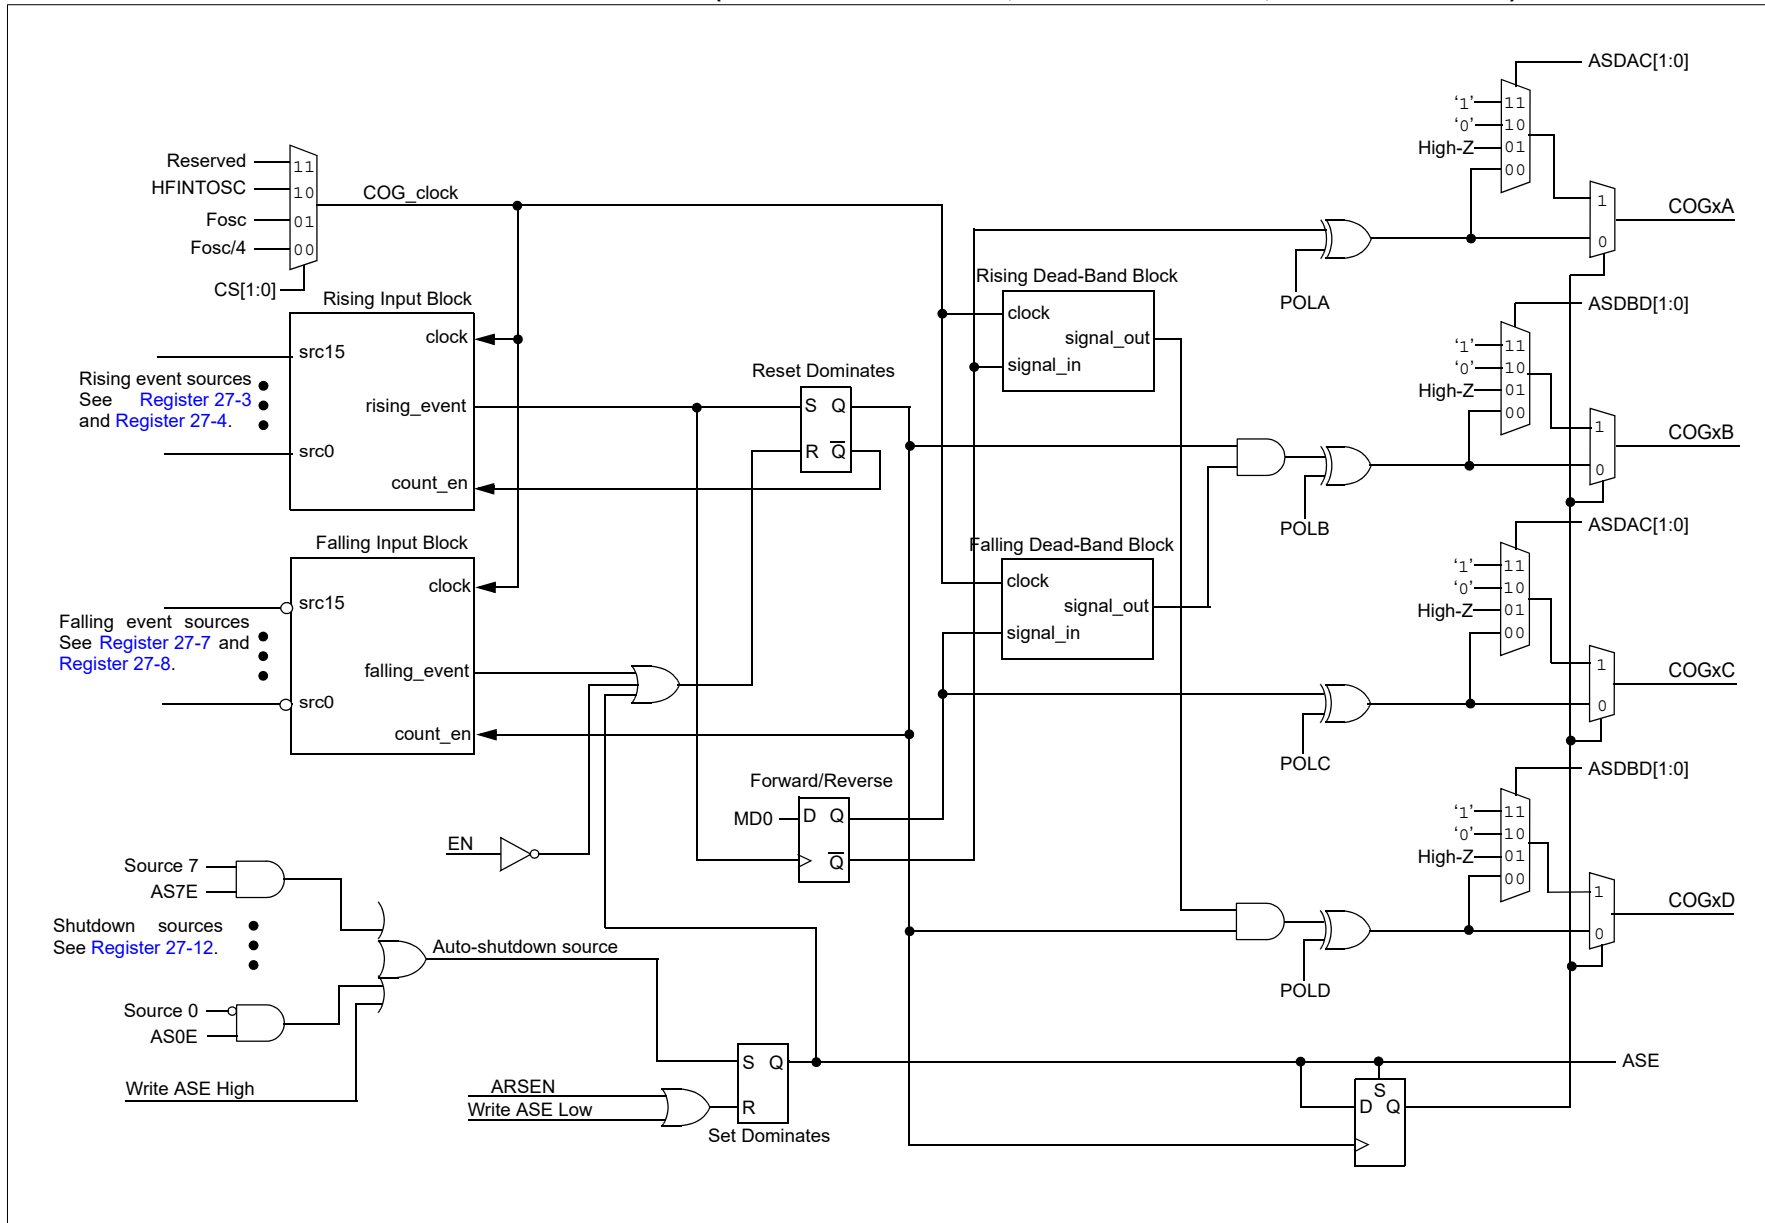 ASDAC[1:0]
‘1’ 11
‘0’ 10
High-Z 01
00
1
0
COGxA
POLA
Reserved 11
HFINTOSC 10
Fosc 01
Fosc/4 00
CS[1:0]
COG_clock
Rising Input Block
clock
src15
Rising event sources
See Register 27-3
and Register 27-4.
rising_event
src0
count_en
Reset Dominates
S Q
R Q
Rising Dead-Band Block
clock
signal_out
signal_in
ASDBD[1:0]
‘1’ 11
‘0’ 10
High-Z 01
00
1
0
COGxB
POLB
Falling Input Block
clock
src15
Falling event sources
See Register 27-7 and
Register 27-8.
falling_event
src0
count_en
Falling Dead-Band Block
clock
signal_out
signal_in
ASDAC[1:0]
‘1’ 11
‘0’ 10
High-Z 01
00
1
0
COGxC
POLC
Forward/Reverse
MD0 D Q
Q
EN
ASDBD[1:0]
‘1’ 11
‘0’ 10
High-Z 01
00
1
0
COGxD
POLD
Source 7
AS7E
Shutdown sources
See Register 27-12.
Source 0
AS0E
Write ASE High
Auto-shutdown source
S Q
R
Set Dominates
ARSEN
Write ASE Low
ASE
S
D Q